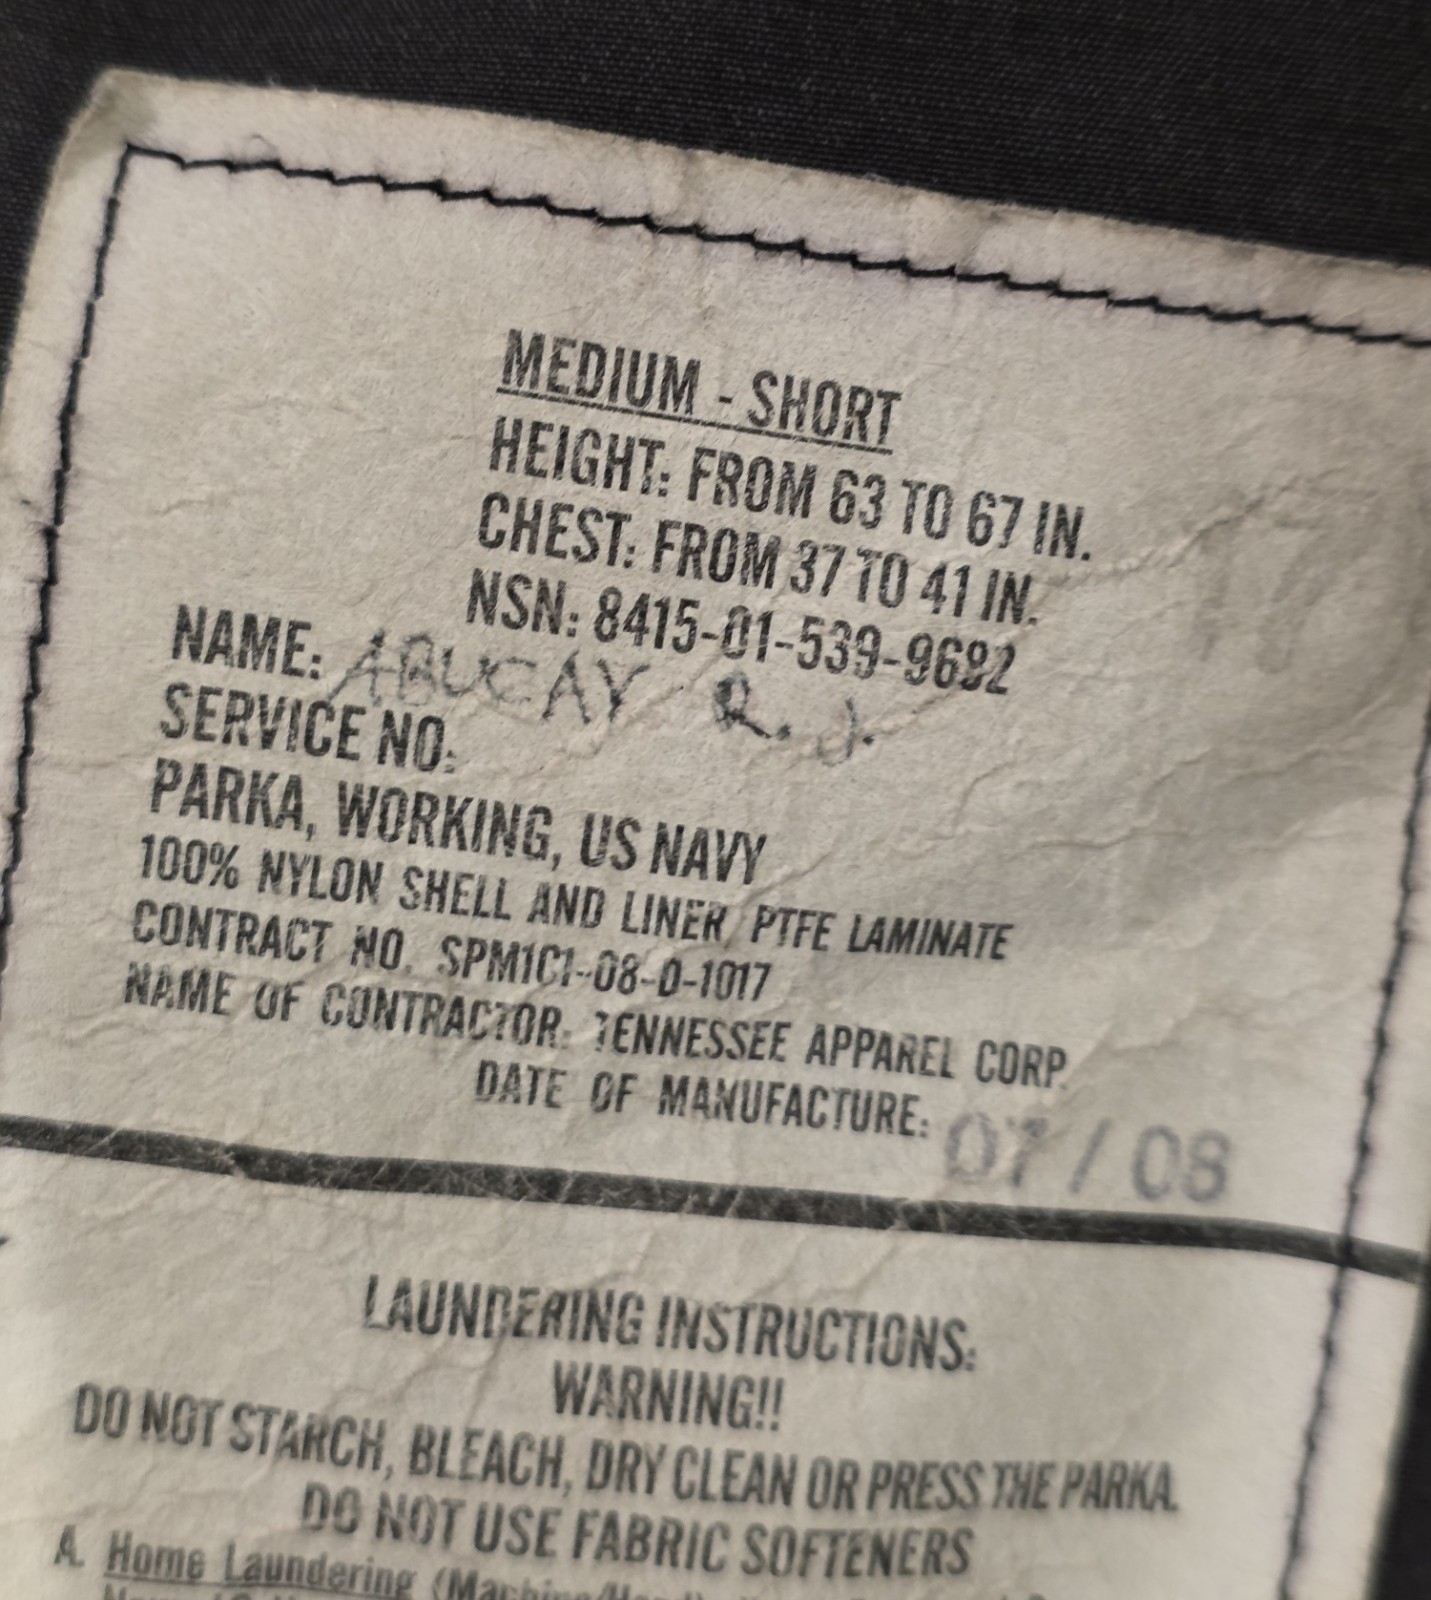 MEDIUM - SHORT
HEIGHT: FROM 63 TO 67 IN.
CHEST: FROM 37 TO 41 IN.
NSN: 8415-01-539-9682
NAME: ABUCAY R. J.
SERVICE NO:
PARKA, WORKING, US NAVY
100% NYLON SHELL AND LINER, PTFE LAMINATE
CONTRACT NO. SPM1C1-08-D-1017
NAME OF CONTRACTOR: TENNESSEE APPAREL CORP.
DATE OF MANUFACTURE: 07 / 08
LAUNDERING INSTRUCTIONS:
WARNING!!
DO NOT STARCH, BLEACH, DRY CLEAN OR PRESS THE PARKA.
DO NOT USE FABRIC SOFTENERS
A. Home Laundering (Machine/Hand)